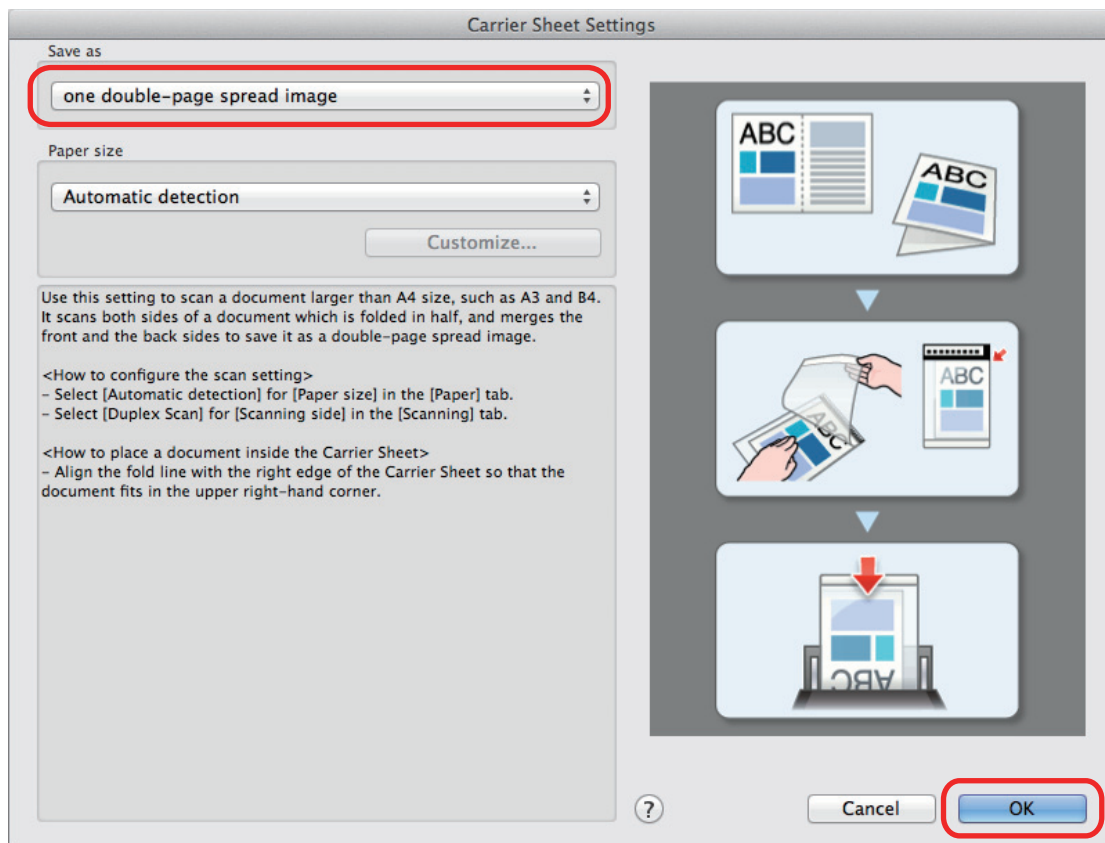 Carrier Sheet Settings
Save as
one double-page spread image
Paper size
Automatic detection
Customize...
Use this setting to scan a document larger than A4 size, such as A3 and B4.
It scans both sides of a document which is folded in half, and merges the
front and the back sides to save it as a double-page spread image.
<How to configure the scan setting>
- Select [Automatic detection] for [Paper size] in the [Paper] tab.
- Select [Duplex Scan] for [Scanning side] in the [Scanning] tab.
<How to place a document inside the Carrier Sheet>
- Align the fold line with the right edge of the Carrier Sheet so that the
document fits in the upper right-hand corner.
ABC
ABC
ABC
ABC
ABC
?
Cancel
OK